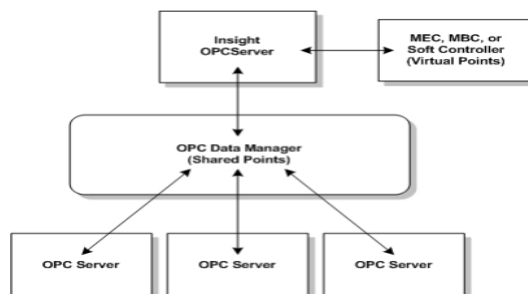 Insight
OPCServer
MEC, MBC, or
Soft Controller
(Virtual Points)
OPC Data Manager
(Shared Points)
OPC Server
OPC Server
OPC Server